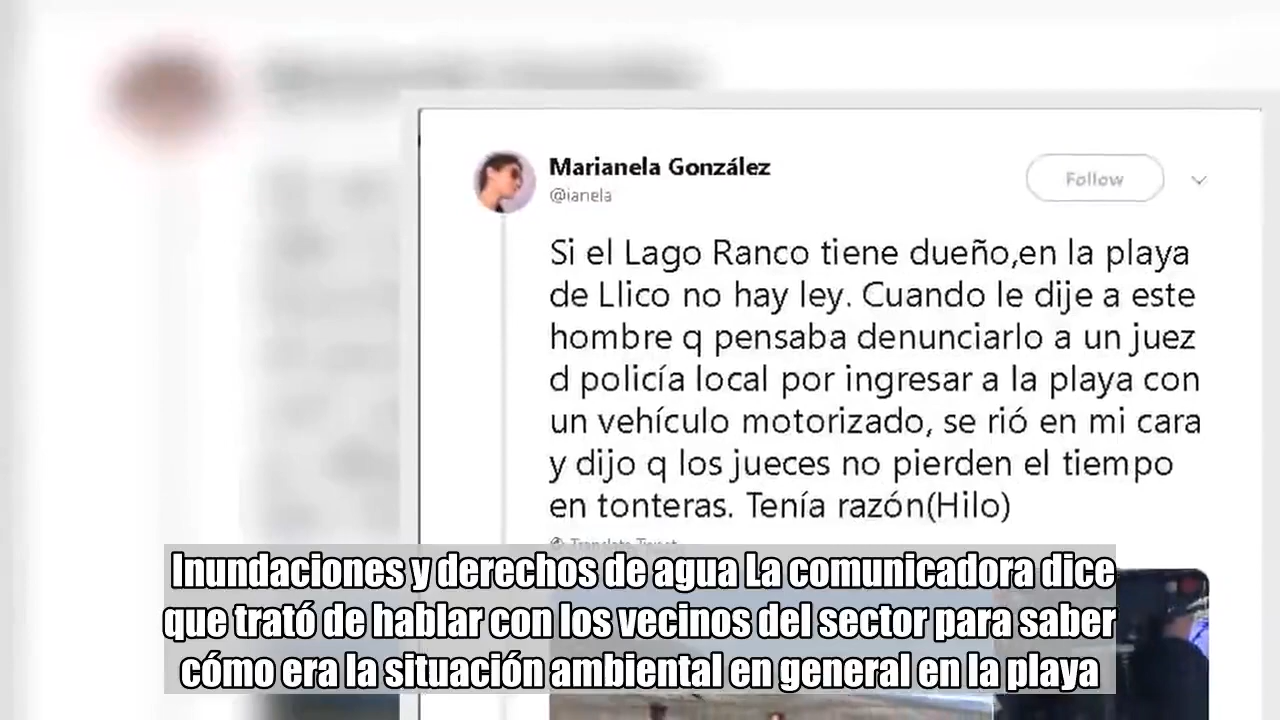 Marianela González
@ianela
Follow
Si el Lago Ranco tiene dueño,en la playa
de Llico no hay ley. Cuando le dije a este
hombre q pensaba denunciarlo a un juez
d policía local por ingresar a la playa con
un vehículo motorizado, se rió en mi cara
y dijo q los jueces no pierden el tiempo
en tonteras. Tenía razón(Hilo)
Translate Tweet
Inundaciones y derechos de agua La comunicadora dice
que trató de hablar con los vecinos del sector para saber
cómo era la situación ambiental en general en la playa